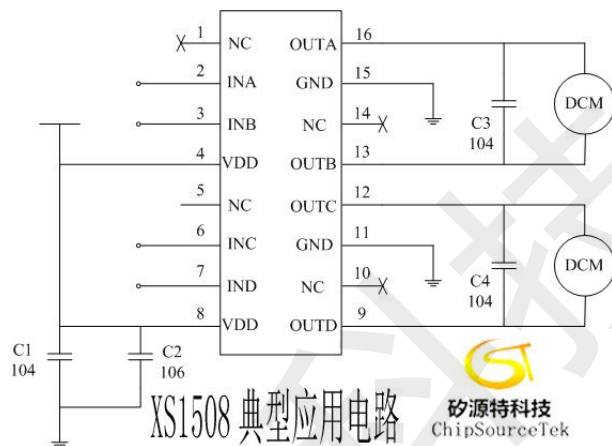 1 NC OUTA 16
2 INA GND 15
3 INB NC 14
4 VDD OUTB 13
5 NC OUTC 12
6 INC GND 11
7 IND NC 10
8 VDD OUTD 9
C3
104
DCM
C4
104
DCM
C1
104
C2
106
XS1508 典型应用电路
矽源特科技
ChipSourceTek